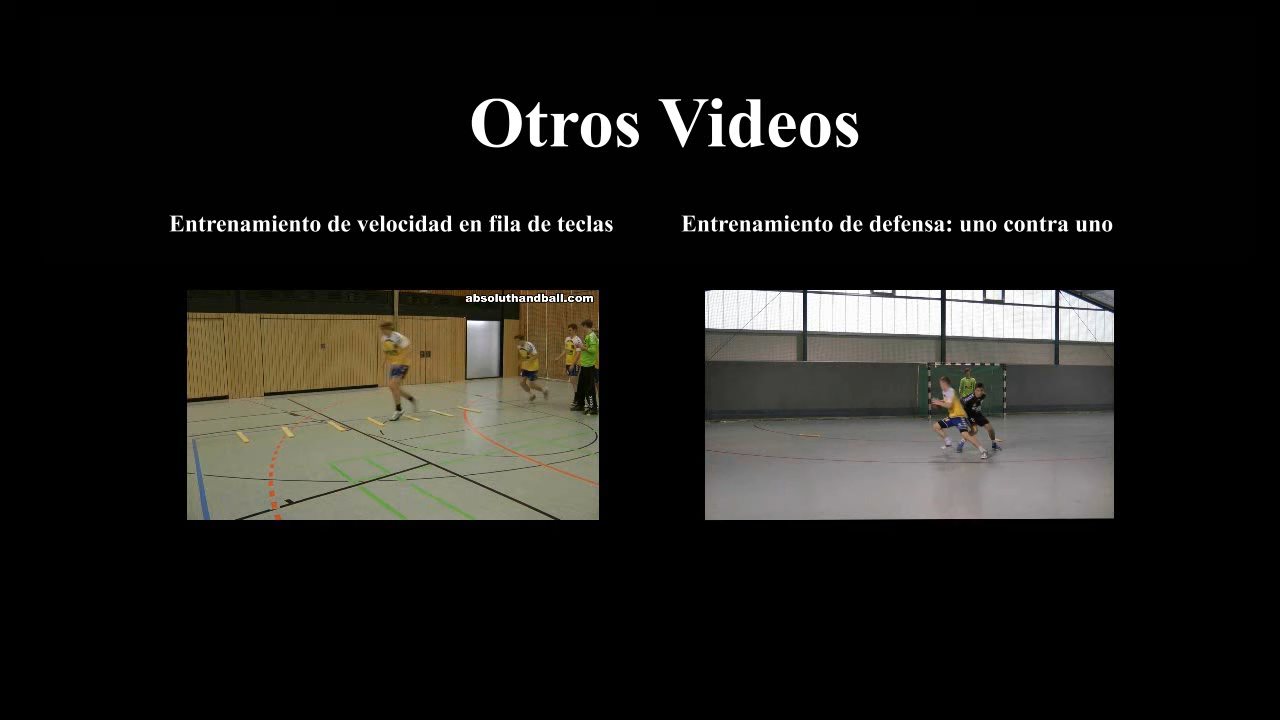 Otros Videos
Entrenamiento de velocidad en fila de teclas
Entrenamiento de defensa: uno contra uno
absoluthandball.com